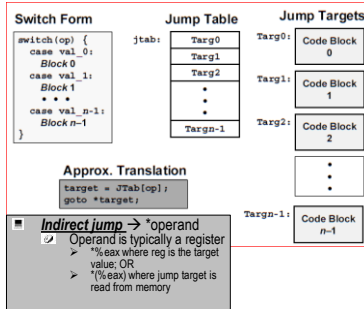 Switch Form
switch(op) {
case val_0:
Block 0
case val_1:
Block 1
• • •
case val_n-1:
Block n–1
}
Jump Table
jtab:
Targ0
Targ1
Targ2
•
•
•
Targn-1
Jump Targets
Targ0:
Code Block
0
Targ1:
Code Block
1
Targ2:
Code Block
2
•
•
•
Targn-1:
Code Block
n–1
Approx. Translation
target = JTab[op];
goto *target;
Indirect jump → *operand
Operand is typically a register
*%eax where reg is the target
value; OR
*(%eax) where jump target is
read from memory